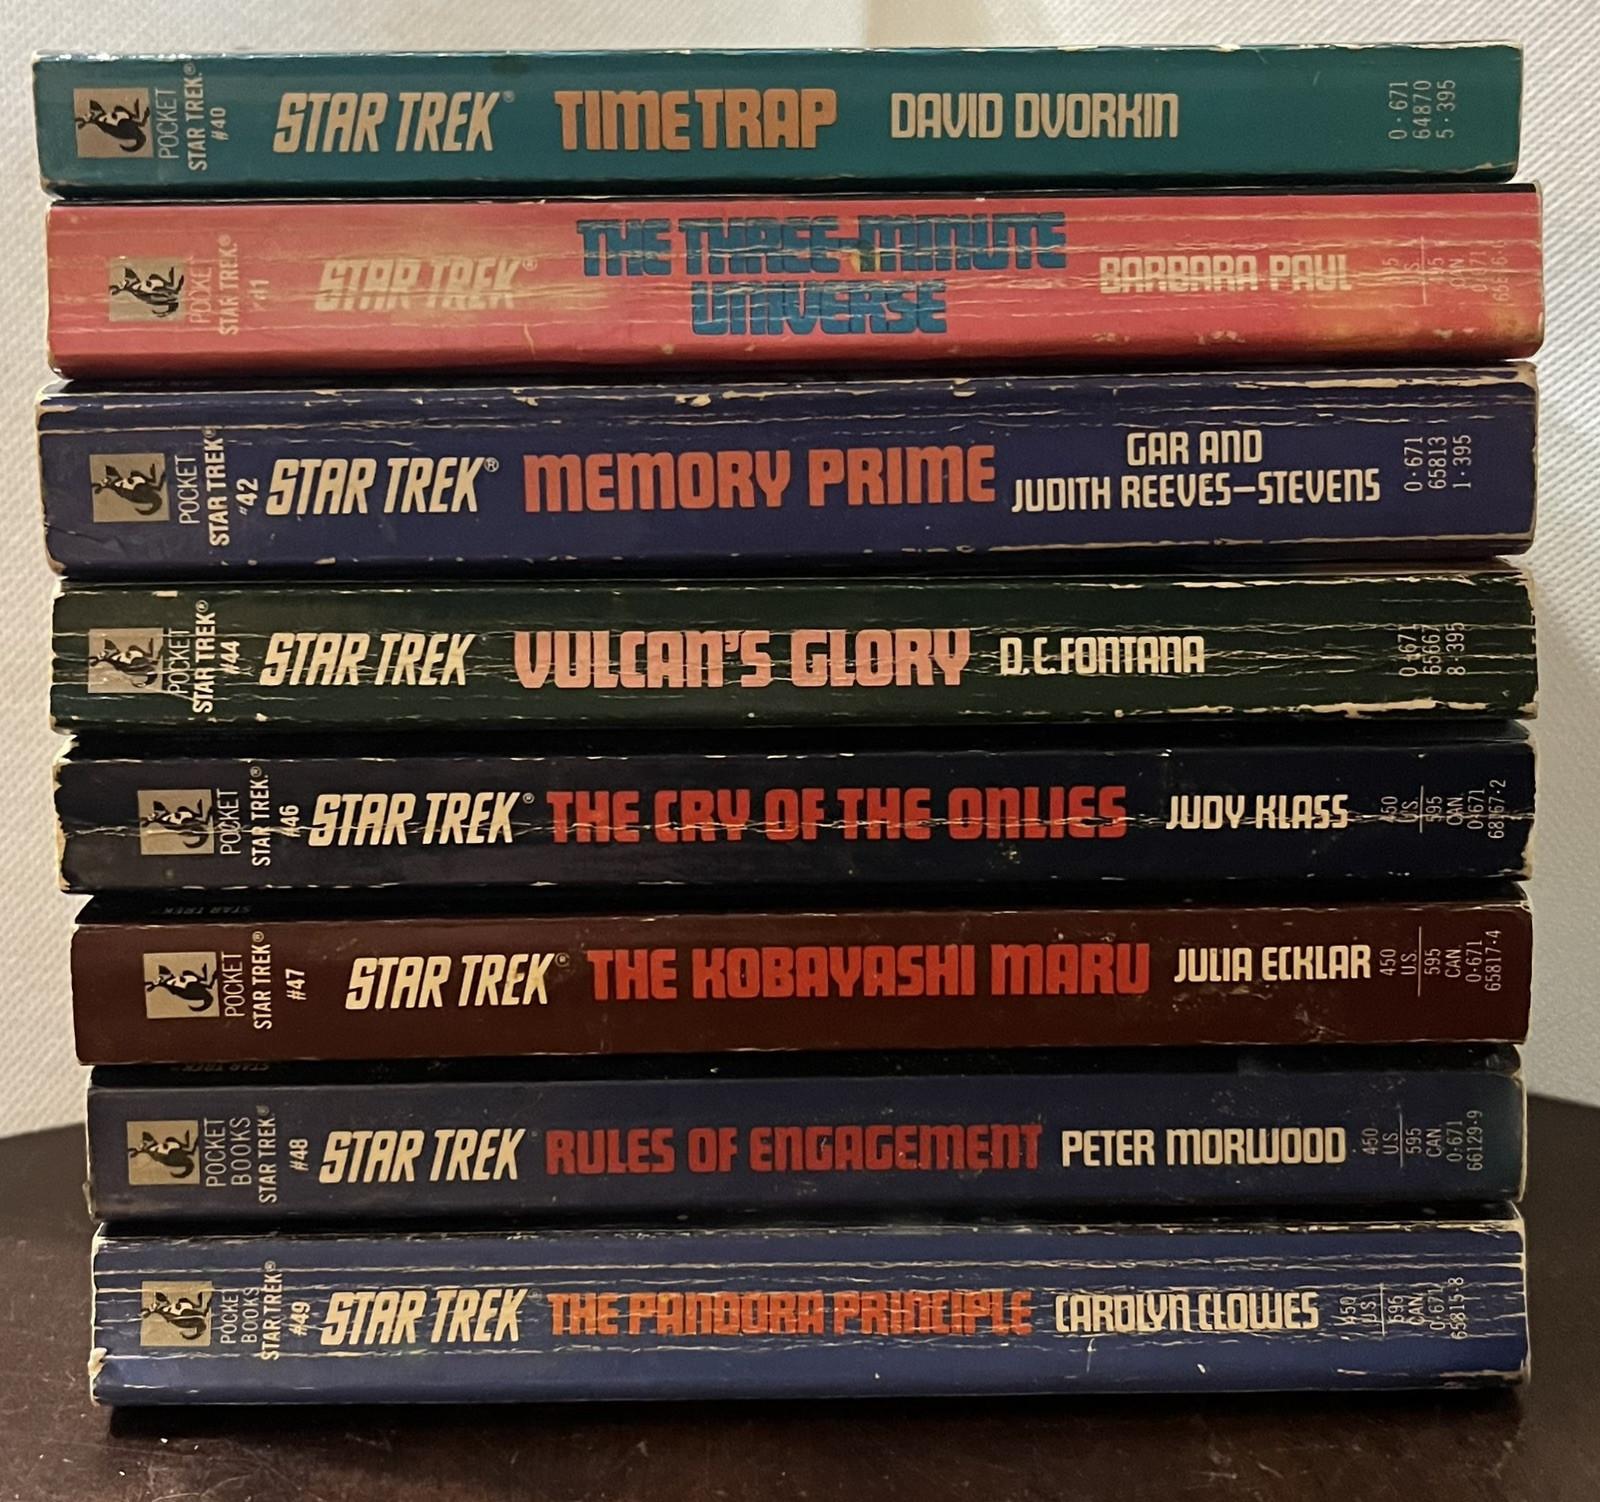 POCKET
STAR TREK®
#40
STAR TREK®
TIMETRAP
DAVID DVORKIN
0·671
64870
5·395
POCKET
STAR TREK®
STAR TREK®
THE THREE-MINUTE
UNIVERSE
BARBARA PAUL
U.S.
CAN
POCKET
STAR TREK®
#42
STAR TREK®
MEMORY PRIME
GAR AND
JUDITH REEVES-STEVENS
0·671
65813
1·395
POCKET
STAR TREK®
#44
STAR TREK
VULCAN'S GLORY
D.C. FONTANA
0·671
65667
8·395
POCKET
STAR TREK®
#46
STAR TREK®
THE CRY OF THE ONLIES
JUDY KLASS
450
U.S.
595
CAN.
0·671
STAR TREK
POCKET
STAR TREK®
#47
STAR TREK®
THE KOBAYASHI MARU
JULIA ECKLAR
450
U.S.
595
CAN.
0·671
65817·4
STAR TREK
POCKET
BOOKS
STAR TREK®
#48
STAR TREK
RULES OF ENGAGEMENT
PETER MORWOOD
450
U.S.
595
CAN.
0·671
66129·9
POCKET
BOOKS
STAR TREK®
#49
STAR TREK
THE PANDORA PRINCIPLE
CAROLYN CLOWES
450
U.S.
595
CAN.
0·671
65815·8